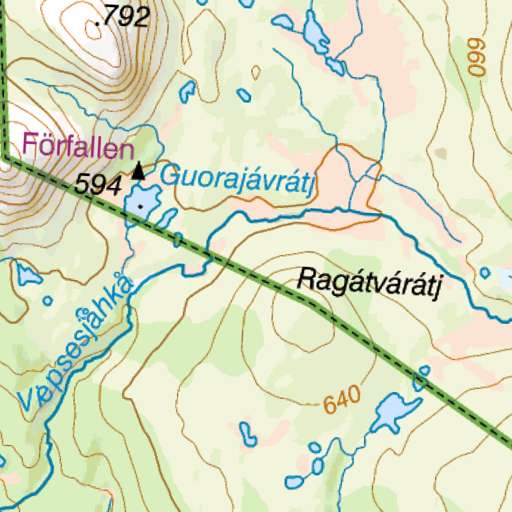 .792
660
Förfallen
594
Guorajávrátj
Ragátvárátj
Vepsesjåhkå
640